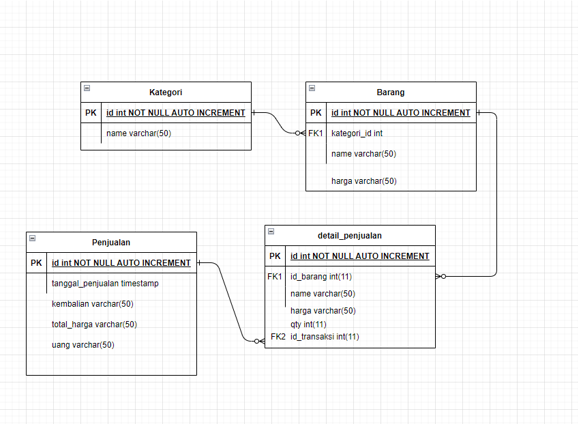 Kategori
PK id int NOT NULL AUTO INCREMENT
name varchar(50)
Barang
PK id int NOT NULL AUTO INCREMENT
FK1 kategori_id int
name varchar(50)
harga varchar(50)
Penjualan
PK id int NOT NULL AUTO INCREMENT
tanggal_penjualan timestamp
kembalian varchar(50)
total_harga varchar(50)
uang varchar(50)
detail_penjualan
PK id int NOT NULL AUTO INCREMENT
FK1 id_barang int(11)
name varchar(50)
harga varchar(50)
qty int(11)
FK2 id_transaksi int(11)